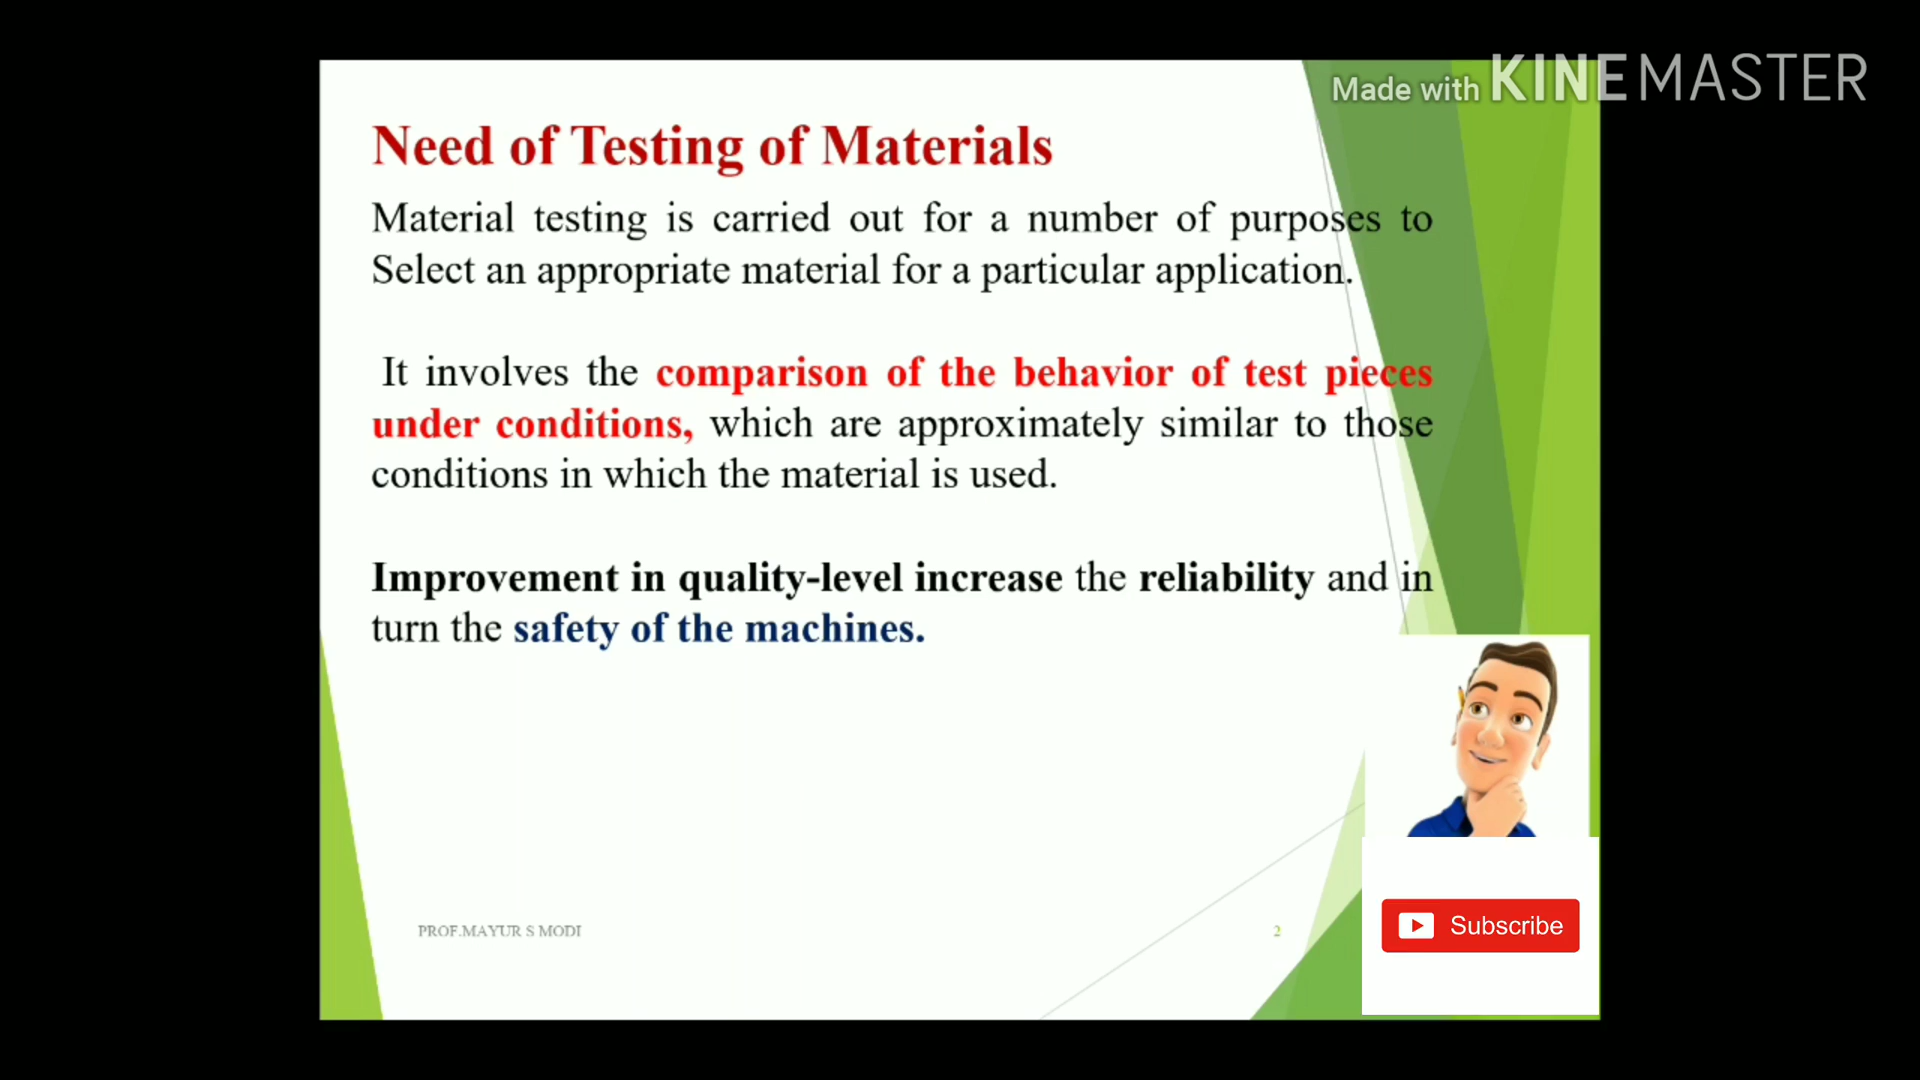 Made with KINEMASTER
Need of Testing of Materials
Material testing is carried out for a number of purposes to
Select an appropriate material for a particular application.
It involves the comparison of the behavior of test pieces
under conditions, which are approximately similar to those
conditions in which the material is used.
Improvement in quality-level increase the reliability and in
turn the safety of the machines.
PROF.MAYUR S MODI
2
Subscribe